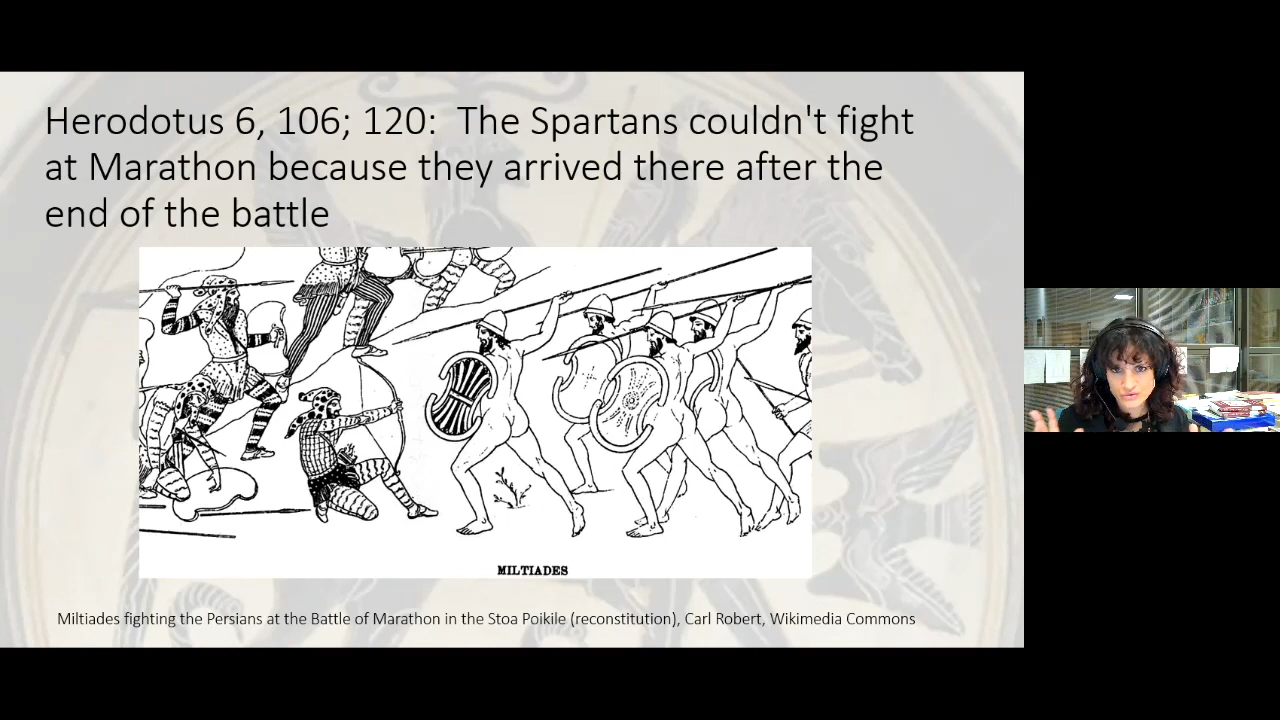 Herodotus 6, 106; 120:  The Spartans couldn't fight
at Marathon because they arrived there after the
end of the battle
MILTIADES
Miltiades fighting the Persians at the Battle of Marathon in the Stoa Poikile (reconstitution), Carl Robert, Wikimedia Commons